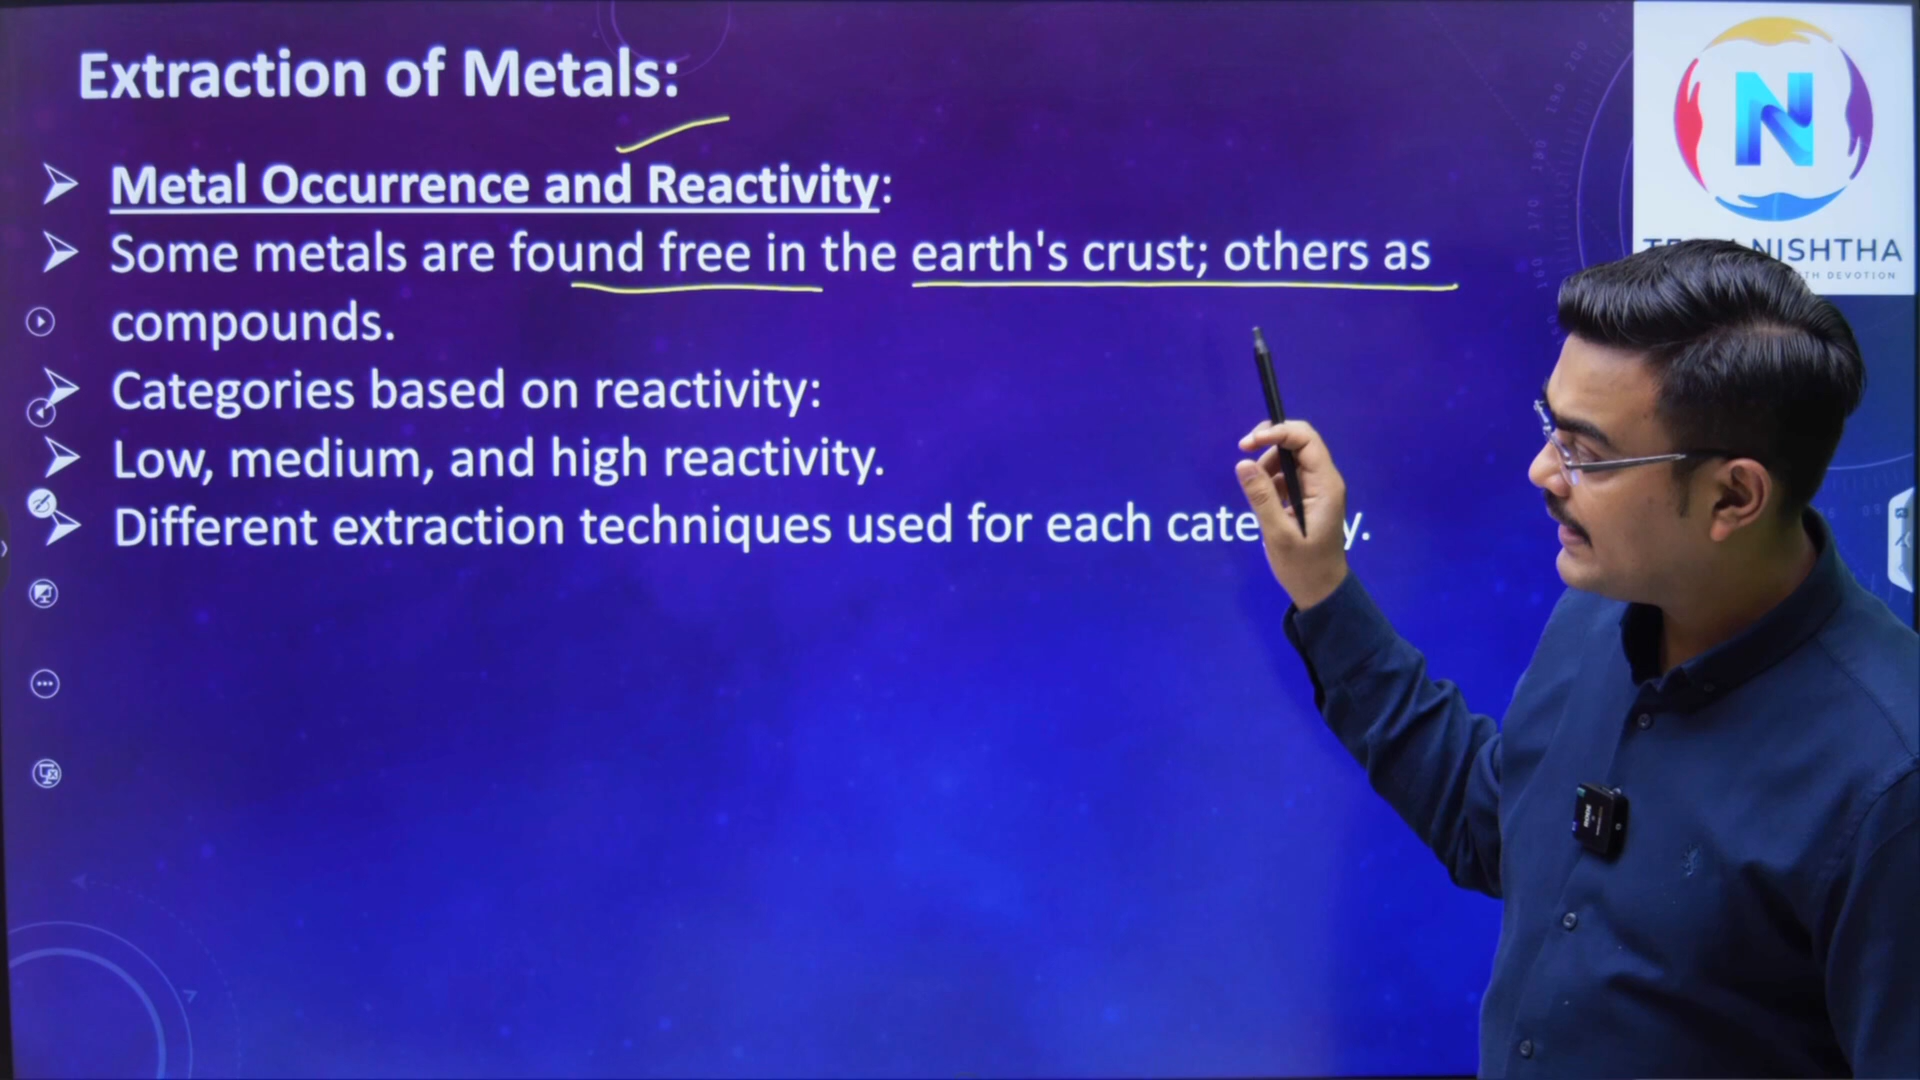 Extraction of Metals:
Metal Occurrence and Reactivity:
Some metals are found free in the earth's crust; others as
compounds.
Categories based on reactivity:
Low, medium, and high reactivity.
Different extraction techniques used for each
N
NISHTHA
DEVOTION